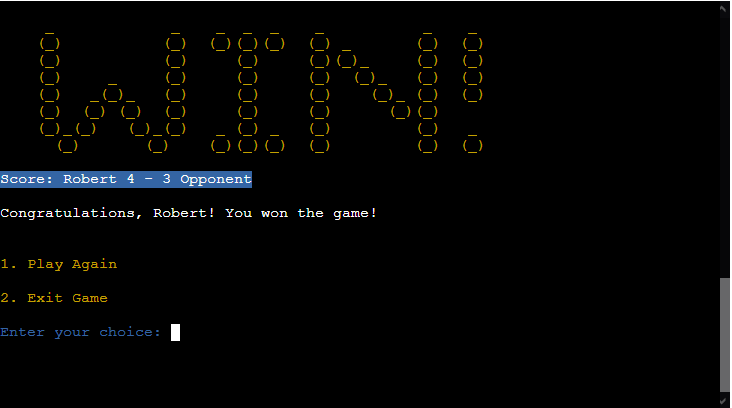 WIN!
Score: Robert 4 - 3 Opponent
Congratulations, Robert! You won the game!
1. Play Again
2. Exit Game
Enter your choice: